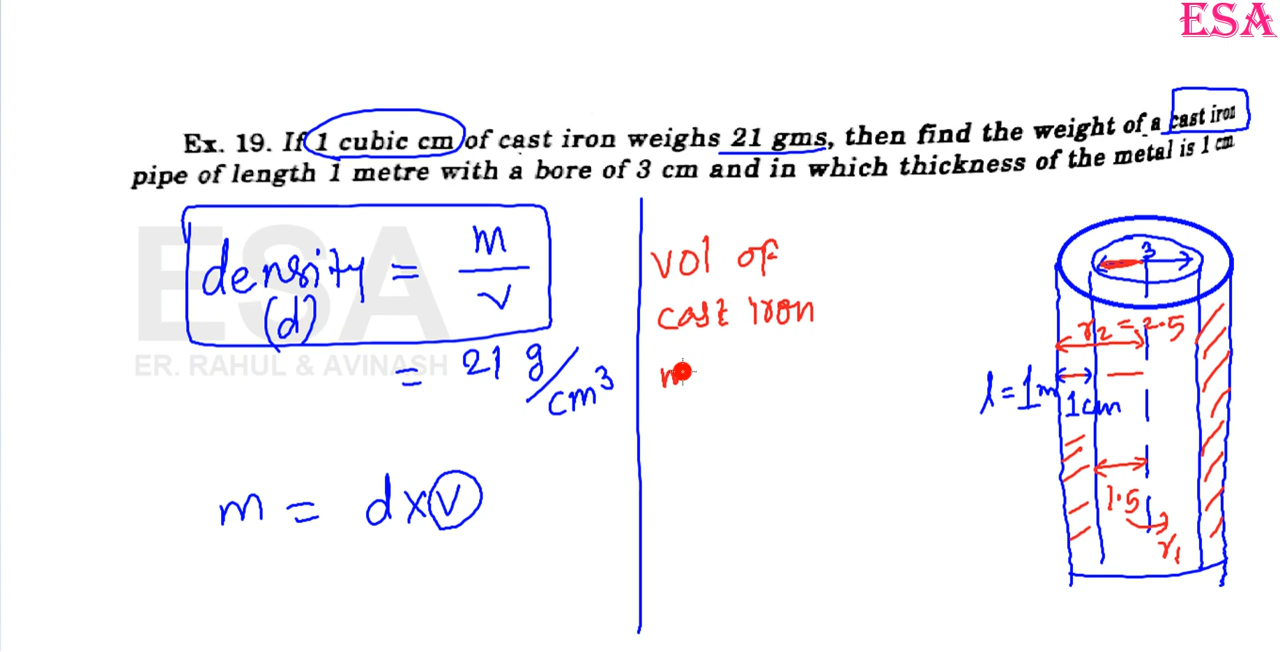 ESA
Ex. 19. If 1 cubic cm of cast iron weighs 21 gms, then find the weight of a cast iron
pipe of length 1 metre with a bore of 3 cm and in which thickness of the metal is 1 cm
ESA
ER. RAHUL & AVINASH
density = m/v
(d)
= 21 g/cm³
m = d×v
vol of
cast iron
3
r₂ = 2.5
l=1m
1cm
1.5
r₁